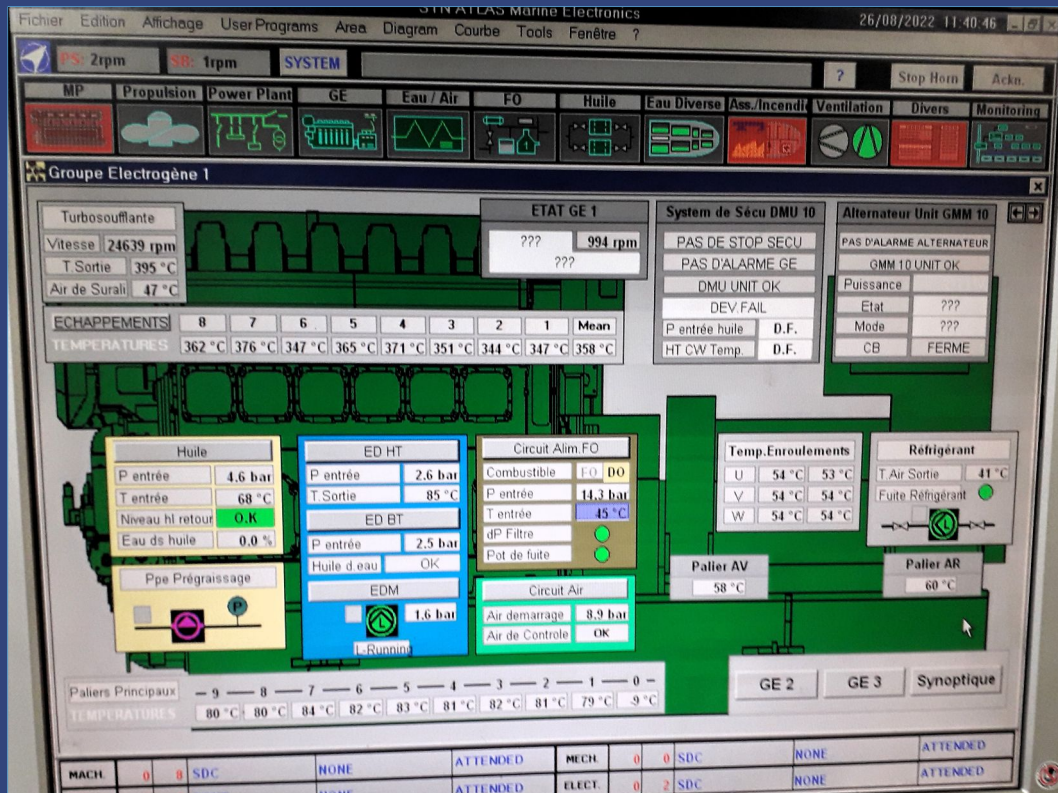 SYN ATLAS Marine Electronics
Fichier Edition Affichage User Programs Area Diagram Courbe Tools Fenêtre ?
26/08/2022 11:40:46
PS: 2rpm SB: 1rpm SYSTEM ? Stop Horn Ackn.
MP Propulsion Power Plant GE Eau / Air FO Huile Eau Diverse Ass./Incendi Ventilation Divers Monitoring
Groupe Electrogène 1
Turbosoufflante
Vitesse 24639 rpm
T.Sortie 395 °C
Air de Surali 47 °C
ETAT GE 1
??? 994 rpm
???
System de Sécu DMU 10
PAS DE STOP SECU
PAS D'ALARME GE
DMU UNIT OK
DEV.FAIL
P entrée huile D.F.
HT CW Temp. D.F.
Alternateur Unit GMM 10
PAS D'ALARME ALTERNATEUR
GMM 10 UNIT OK
Puissance
Etat ???
Mode ???
CB FERME
ECHAPPEMENTS 8 7 6 5 4 3 2 1 Mean
TEMPERATURES 362 °C 376 °C 347 °C 365 °C 371 °C 351 °C 344 °C 347 °C 358 °C
Huile
P entrée 4.6 bar
T entrée 68 °C
Niveau hl retour O.K
Eau ds huile 0.0 %
Ppe Prégraissage
P
ED HT
P entrée 2.6 bar
T.Sortie 85 °C
ED BT
P entrée 2.5 bar
Huile d.eau OK
EDM
L 1.6 bar
L-Running
Circuit Alim.FO
Combustible FO DO
P entrée 14.3 bar
T entrée 45 °C
dP Filtre
Pot de fuite
Circuit Air
Air demarrage 8.9 bar
Air de Controle OK
Temp.Enroulements
U 54 °C 53 °C
V 54 °C 54 °C
W 54 °C 54 °C
Réfrigérant
T Air Sortie 41 °C
Fuite Réfrigérant
L
Palier AV
58 °C
Palier AR
60 °C
Paliers Principaux - 9 — 8 — 7 — 6 — 5 — 4 — 3 — 2 — 1 — 0 -
TEMPERATURES 80 °C 80 °C 84 °C 82 °C 83 °C 81 °C 82 °C 81 °C 79 °C -9 °C
GE 2 GE 3 Synoptique
MACH. 0 8 SDC NONE ATTENDED MECH. 0 0 SDC NONE ATTENDED
ATTENDED ELECT. 0 2 SDC NONE ATTENDED